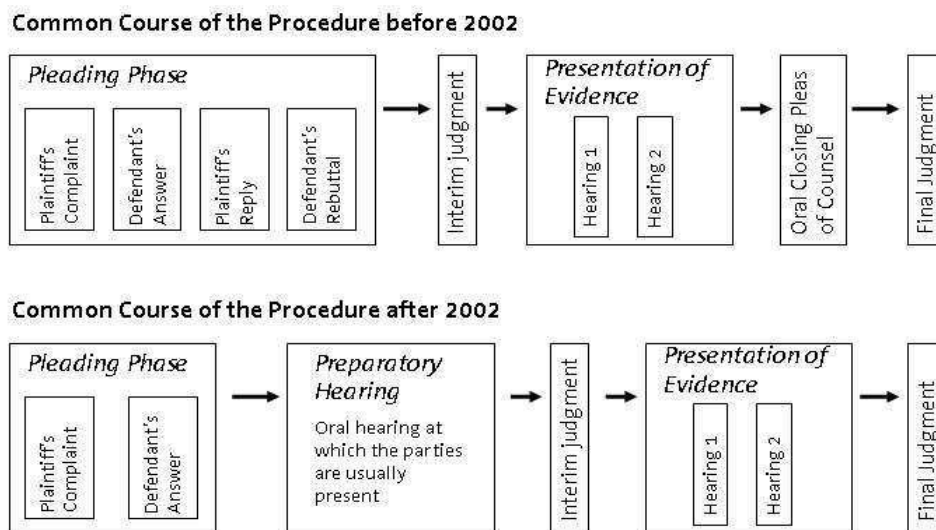 Common Course of the Procedure before 2002
Pleading Phase
Plaintiff's
Complaint
Defendant's
Answer
Plaintiff's
Reply
Defendant's
Rebuttal
Interim judgment
Presentation of
Evidence
Hearing 1
Hearing 2
Oral Closing Pleas
of Counsel
Final Judgment
Common Course of the Procedure after 2002
Pleading Phase
Plaintiff's
Complaint
Defendant's
Answer
Preparatory
Hearing
Oral hearing at
which the parties
are usually
present
Interim judgment
Presentation of
Evidence
Hearing 1
Hearing 2
Final Judgment